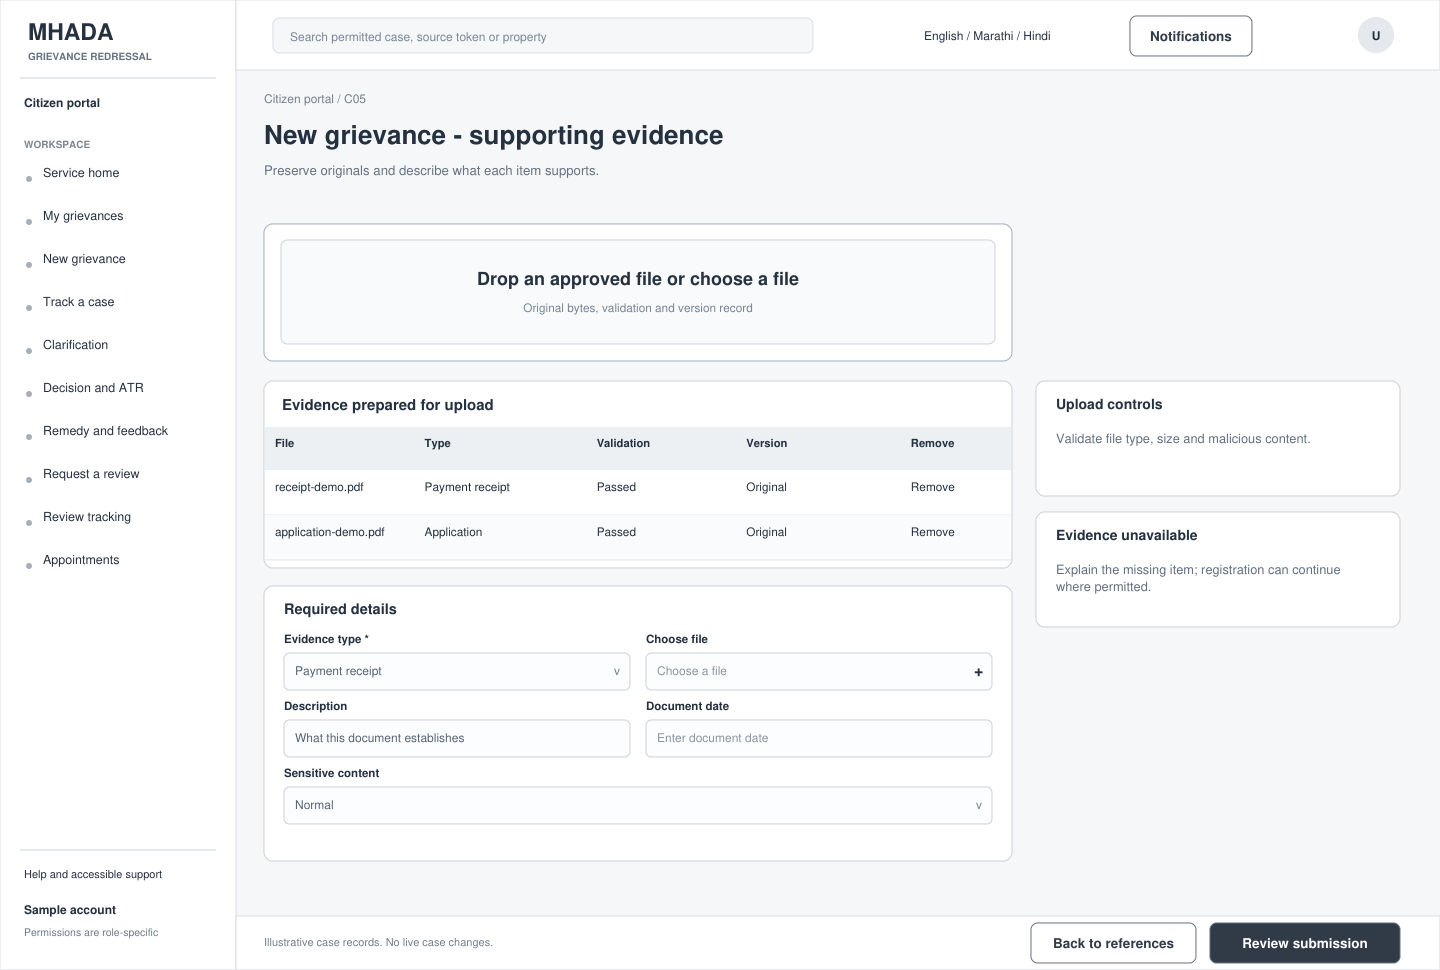 MHADA
GRIEVANCE REDRESSAL
Citizen portal
WORKSPACE
Service home
My grievances
New grievance
Track a case
Clarification
Decision and ATR
Remedy and feedback
Request a review
Review tracking
Appointments
Help and accessible support
Sample account
Permissions are role-specific
Search permitted case, source token or property
English / Marathi / Hindi
Notifications
U
Citizen portal / C05
New grievance - supporting evidence
Preserve originals and describe what each item supports.
Drop an approved file or choose a file
Original bytes, validation and version record
Evidence prepared for upload
File Type Validation Version Remove
receipt-demo.pdf Payment receipt Passed Original Remove
application-demo.pdf Application Passed Original Remove
Upload controls
Validate file type, size and malicious content.
Evidence unavailable
Explain the missing item; registration can continue
where permitted.
Required details
Evidence type * Choose file
Payment receipt v Choose a file +
Description Document date
What this document establishes Enter document date
Sensitive content
Normal v
Illustrative case records. No live case changes.
Back to references
Review submission